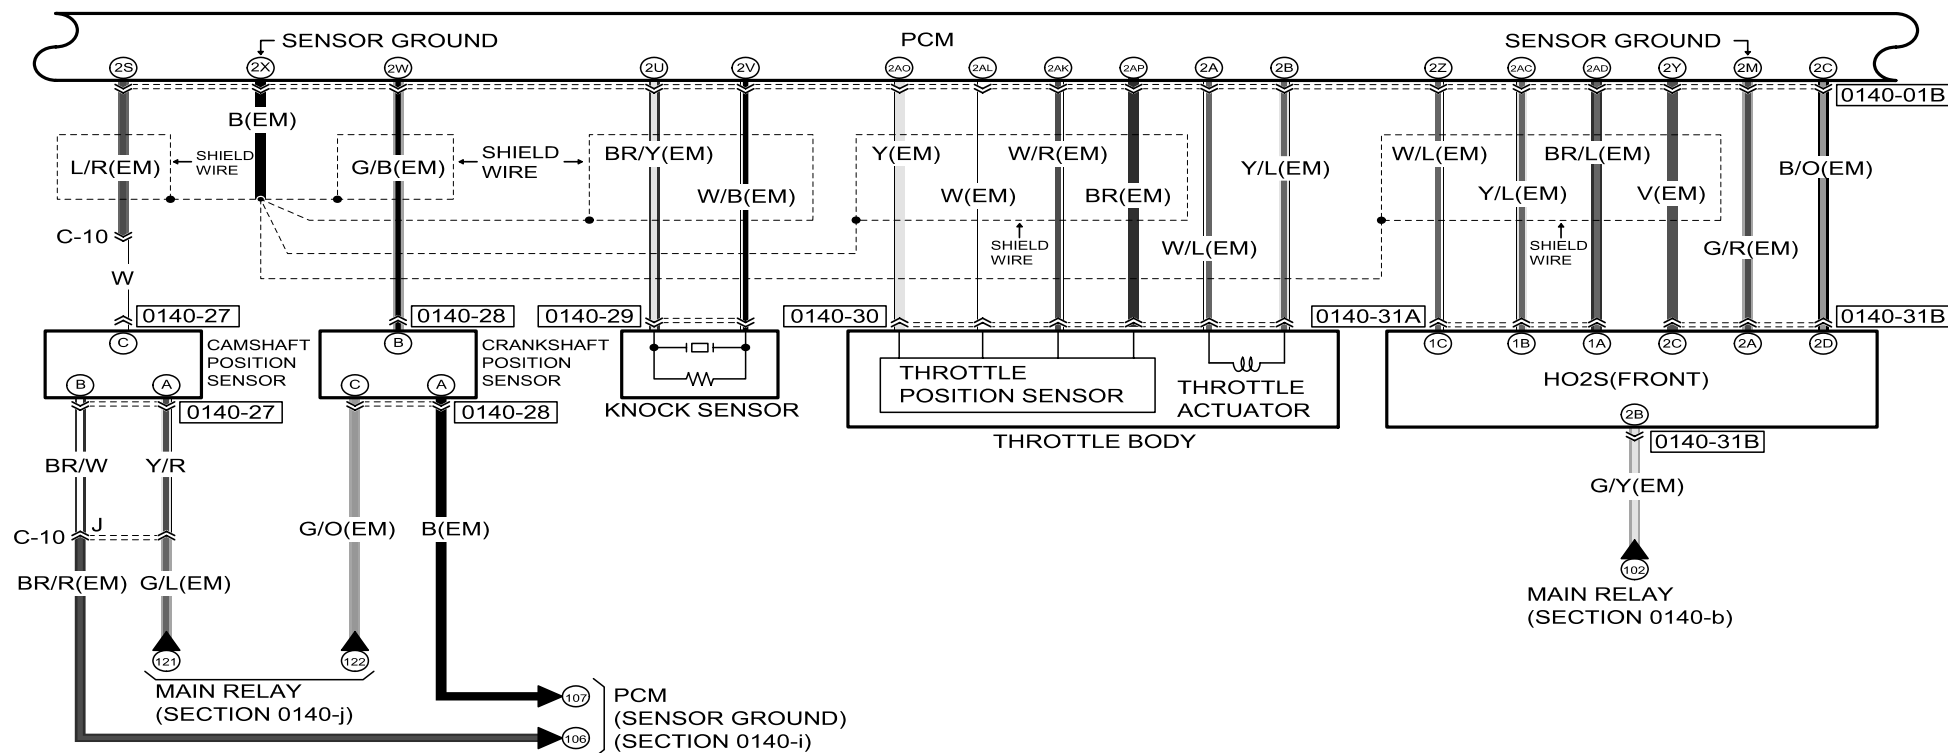 SENSOR GROUND
PCM
SENSOR GROUND
2S 2X 2W 2U 2V 2AO 2AL 2AK 2AP 2A 2B 2Z 2AC 2AD 2Y 2M 2C
0140-01B
B(EM)
L/R(EM)
SHIELD
WIRE
G/B(EM)
SHIELD
WIRE
BR/Y(EM)
W/B(EM)
Y(EM)
W(EM)
W/R(EM)
BR(EM)
SHIELD
WIRE
W/L(EM)
Y/L(EM)
W/L(EM)
Y/L(EM)
BR/L(EM)
V(EM)
SHIELD
WIRE
G/R(EM)
B/O(EM)
C-10
W
0140-27
0140-28
0140-29
0140-30
0140-31A
0140-31B
C
CAMSHAFT
POSITION
SENSOR
B A
0140-27
B
CRANKSHAFT
POSITION
SENSOR
C A
0140-28
KNOCK SENSOR
THROTTLE
POSITION SENSOR
THROTTLE
ACTUATOR
THROTTLE BODY
1C 1B 1A 2C 2A 2D
HO2S(FRONT)
2B
0140-31B
G/Y(EM)
102
MAIN RELAY
(SECTION 0140-b)
BR/W
Y/R
C-10
J
BR/R(EM)
G/L(EM)
G/O(EM)
B(EM)
121
122
MAIN RELAY
(SECTION 0140-j)
107
106
PCM
(SENSOR GROUND)
(SECTION 0140-i)